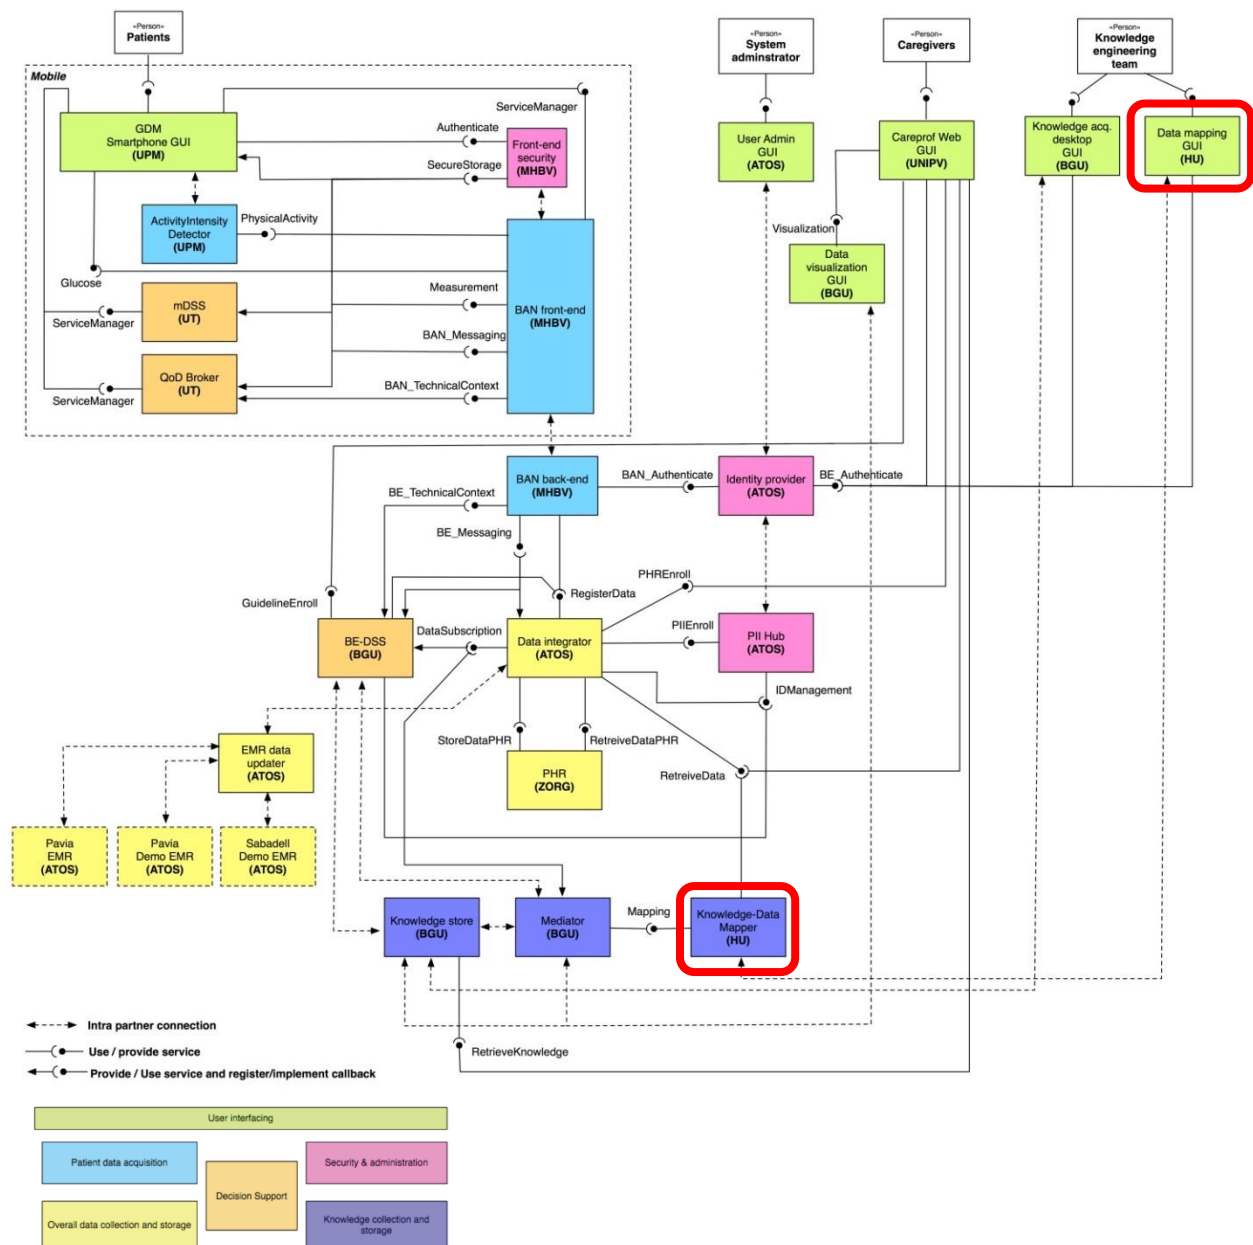 «Person»
Patients
«Person»
System
adminstrator
«Person»
Caregivers
«Person»
Knowledge
engineering
team
Mobile
ServiceManager
GDM
Smartphone GUI
(UPM)
Authenticate
Front-end
security
(MHBV)
SecureStorage
User Admin
GUI
(ATOS)
Careprof Web
GUI
(UNIPV)
Knowledge acq.
desktop
GUI
(BGU)
Data mapping
GUI
(HU)
ActivityIntensity
Detector
(UPM)
PhysicalActivity
Visualization
Data
visualization
GUI
(BGU)
Glucose
Measurement
mDSS
(UT)
BAN front-end
(MHBV)
ServiceManager
BAN_Messaging
QoD Broker
(UT)
BAN_TechnicalContext
ServiceManager
BAN back-end
(MHBV)
BAN_Authenticate
Identity provider
(ATOS)
BE_Authenticate
BE_TechnicalContext
BE_Messaging
PHREnroll
GuidelineEnroll
RegisterData
BE-DSS
(BGU)
DataSubscription
Data integrator
(ATOS)
PIIEnroll
PII Hub
(ATOS)
IDManagement
StoreDataPHR
RetreiveDataPHR
EMR data
updater
(ATOS)
PHR
(ZORG)
RetreiveData
Pavia
EMR
(ATOS)
Pavia
Demo EMR
(ATOS)
Sabadell
Demo EMR
(ATOS)
Knowledge store
(BGU)
Mediator
(BGU)
Mapping
Knowledge-Data
Mapper
(HU)
Intra partner connection
Use / provide service
RetrieveKnowledge
Provide / Use service and register/implement callback
User interfacing
Patient data acquisition
Decision Support
Security & administration
Overall data collection and storage
Knowledge collection and
storage